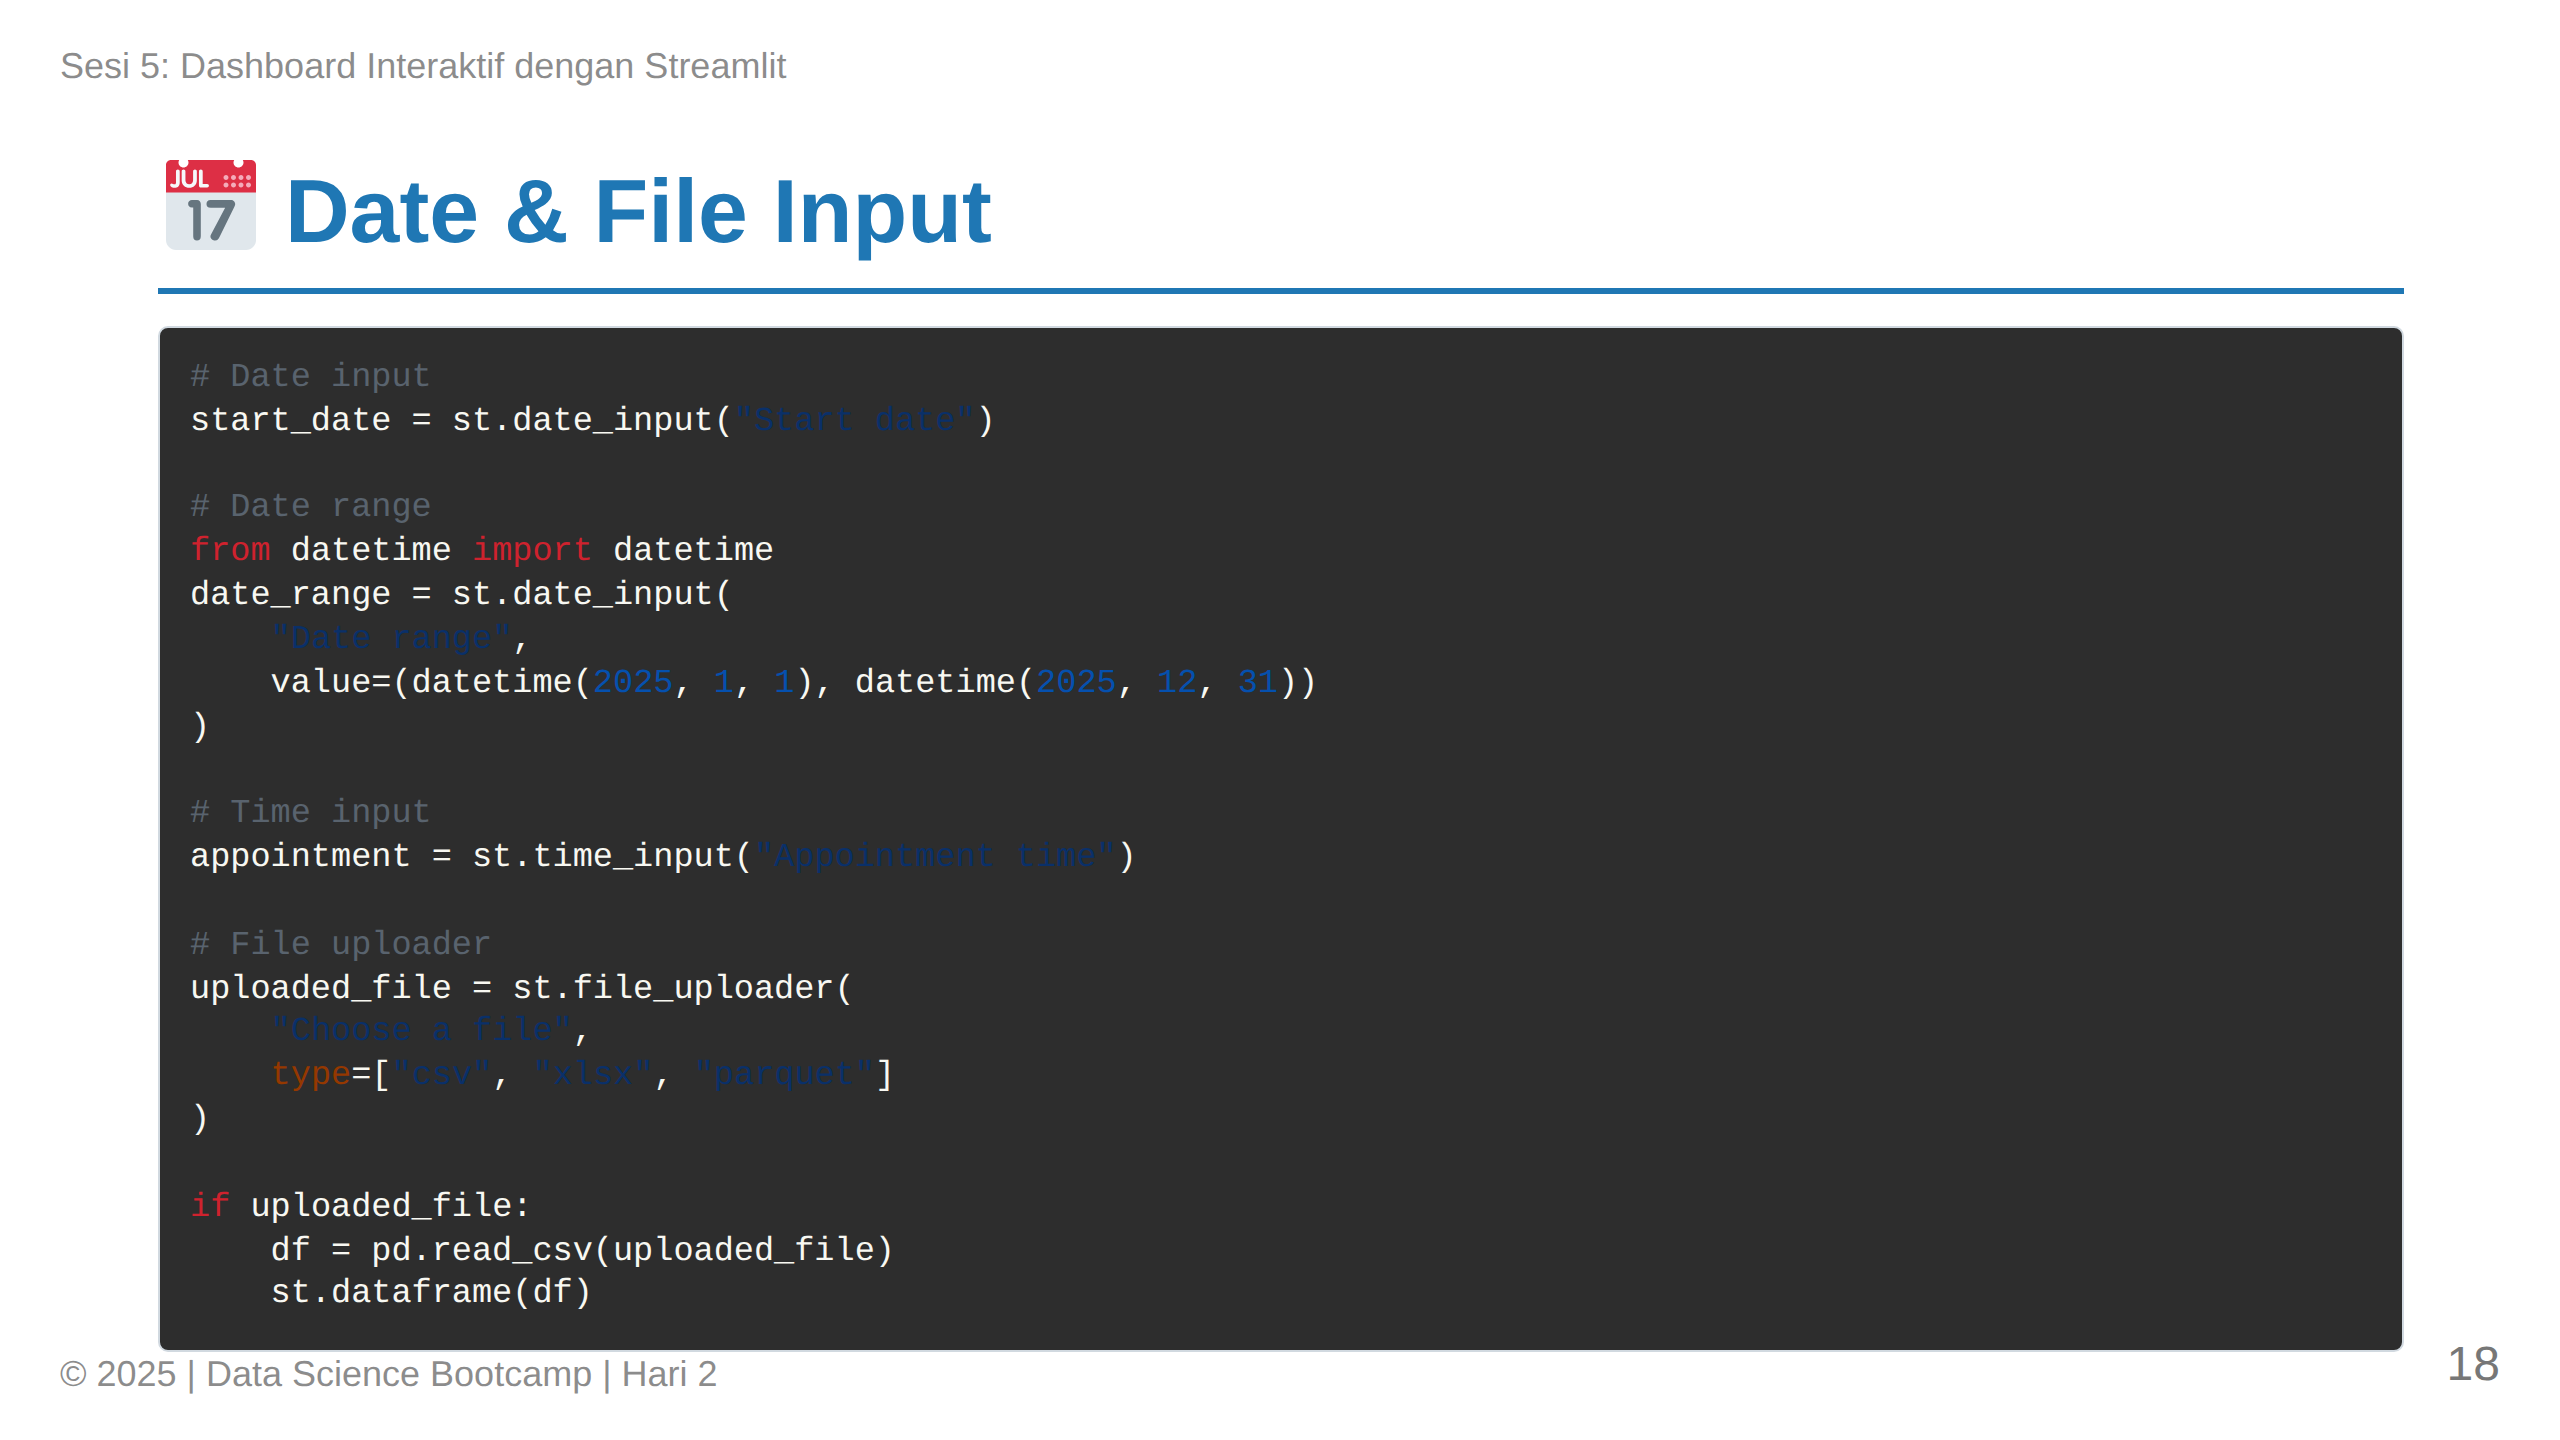 Sesi 5: Dashboard Interaktif dengan Streamlit
JUL
17
Date & File Input
# Date input
start_date = st.date_input("Start date")

# Date range
from datetime import datetime
date_range = st.date_input(
    "Date range",
    value=(datetime(2025, 1, 1), datetime(2025, 12, 31))
)

# Time input
appointment = st.time_input("Appointment time")

# File uploader
uploaded_file = st.file_uploader(
    "Choose a file",
    type=["csv", "xlsx", "parquet"]
)

if uploaded_file:
    df = pd.read_csv(uploaded_file)
    st.dataframe(df)
© 2025 | Data Science Bootcamp | Hari 2
18